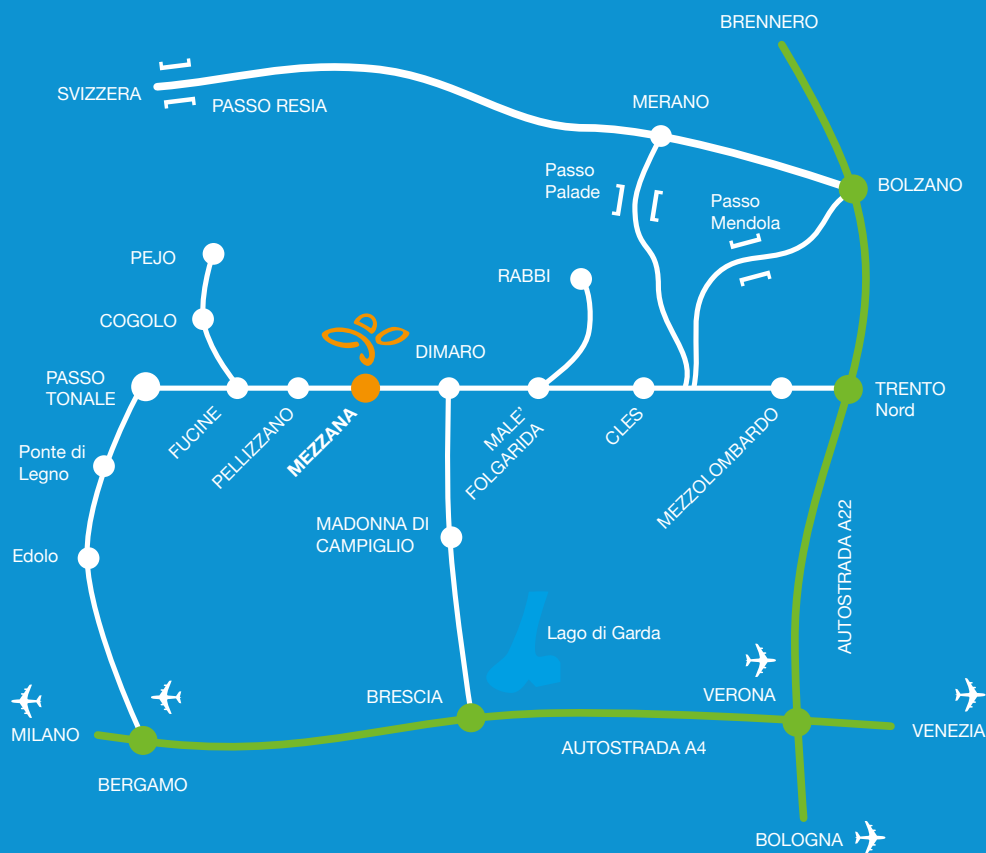 BRENNERO
SVIZZERA
PASSO RESIA
MERANO
Passo
Palade
BOLZANO
Passo
Mendola
PEJO
RABBI
COGOLO
DIMARO
PASSO
TONALE
TRENTO
Nord
FUCINE
PELLIZZANO
MEZZANA
MALE'
FOLGARIDA
CLES
MEZZOLOMBARDO
Ponte di
Legno
MADONNA DI
CAMPIGLIO
Edolo
AUTOSTRADA A22
Lago di Garda
BRESCIA
VERONA
MILANO
VENEZIA
AUTOSTRADA A4
BERGAMO
BOLOGNA